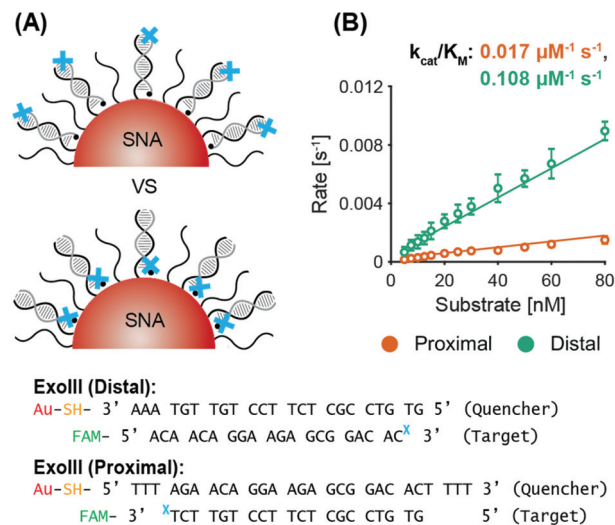 (A)
SNA
VS
SNA
(B)
k_cat/K_M: 0.017 µM⁻¹ s⁻¹,
0.108 µM⁻¹ s⁻¹
0.012
0.008
0.004
0
Rate [s⁻¹]
0 20 40 60 80
Substrate [nM]
Proximal Distal
ExoIII (Distal):
Au-SH- 3’ AAA TGT TGT CCT TCT CGC CTG TG 5’ (Quencher)
FAM- 5’ ACA ACA GGA AGA GCG GAC ACˣ 3’ (Target)
ExoIII (Proximal):
Au-SH- 5’ TTT AGA ACA GGA AGA GCG GAC ACT TTT 3’ (Quencher)
FAM- 3’ ˣTCT TGT CCT TCT CGC CTG TG 5’ (Target)